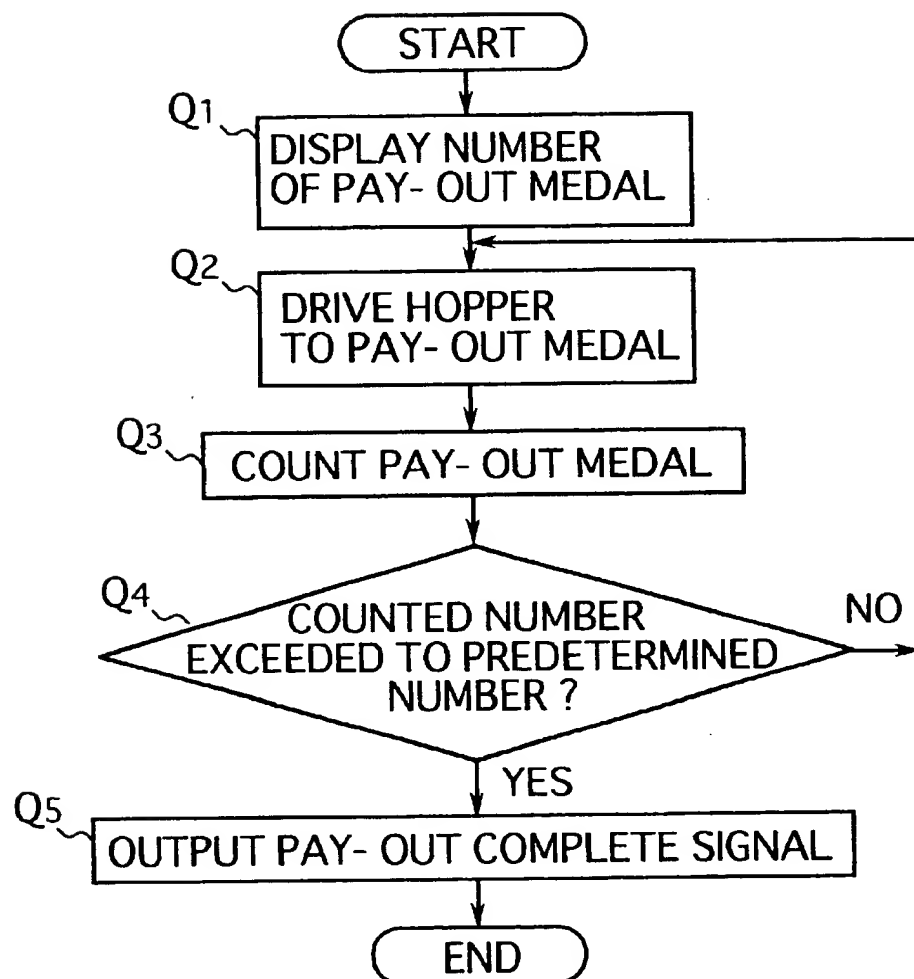 START
Q1
DISPLAY NUMBER
OF PAY- OUT MEDAL
Q2
DRIVE HOPPER
TO PAY- OUT MEDAL
Q3
COUNT PAY- OUT MEDAL
Q4
COUNTED NUMBER
EXCEEDED TO PREDETERMINED
NUMBER ?
NO
YES
Q5
OUTPUT PAY- OUT COMPLETE SIGNAL
END